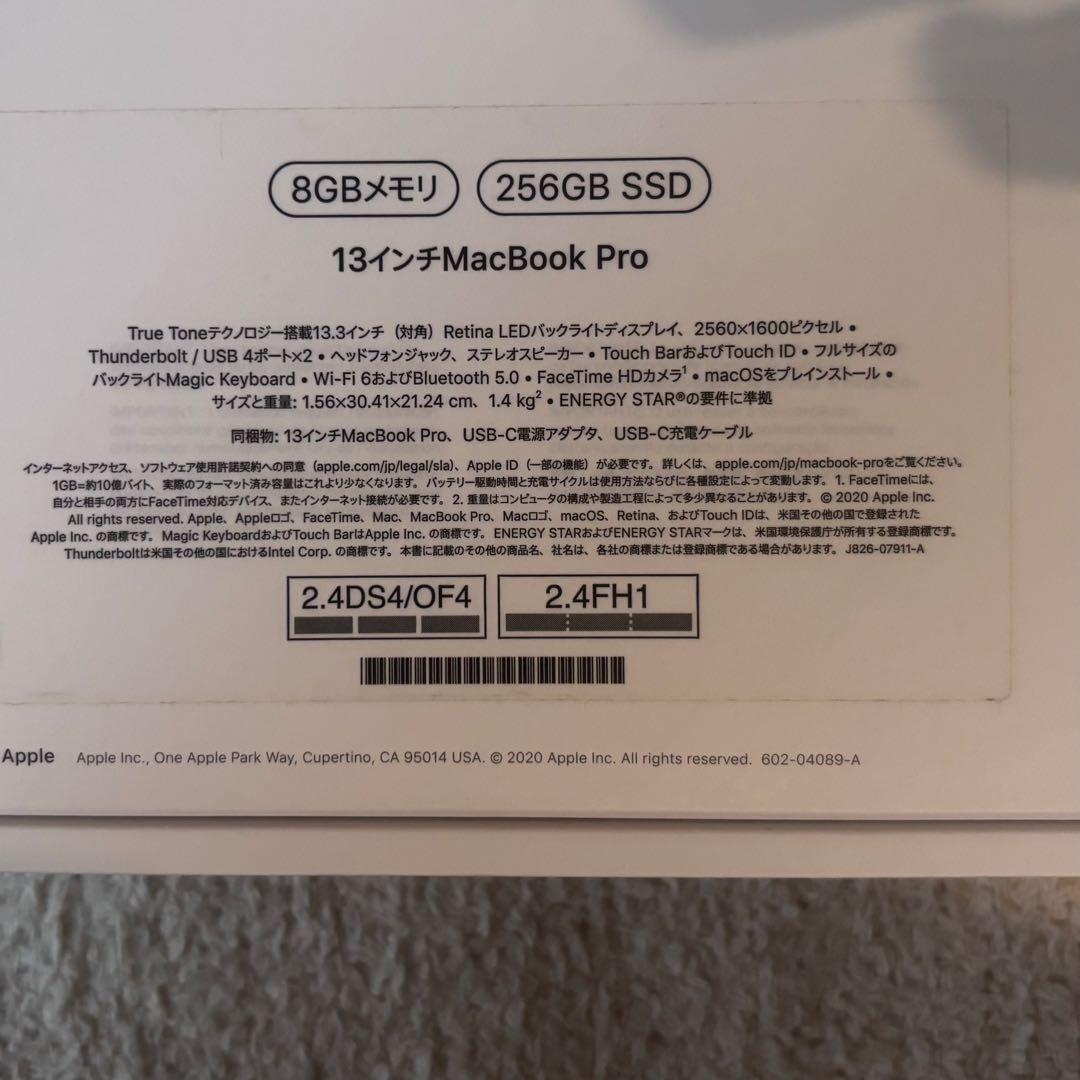 8GBメモリ 256GB SSD
13インチMacBook Pro
True Toneテクノロジー搭載13.3インチ（対角）Retina LEDバックライトディスプレイ、2560×1600ピクセル •
Thunderbolt / USB 4ポート×2 • ヘッドフォンジャック、ステレオスピーカー • Touch BarおよびTouch ID • フルサイズの
バックライトMagic Keyboard • Wi-Fi 6およびBluetooth 5.0 • FaceTime HDカメラ¹ • macOSをプレインストール •
サイズと重量: 1.56×30.41×21.24 cm、1.4 kg² • ENERGY STAR®の要件に準拠
同梱物: 13インチMacBook Pro、USB-C電源アダプタ、USB-C充電ケーブル
インターネットアクセス、ソフトウェア使用許諾契約への同意（apple.com/jp/legal/sla）、Apple ID（一部の機能）が必要です。詳しくは、apple.com/jp/macbook-proをご覧ください。
1GB=約10億バイト、実際のフォーマット済み容量はこれより少なくなります。バッテリー駆動時間と充電サイクルは使用方法ならびに各種設定によって変動します。1. FaceTimeには、
自分と相手の両方にFaceTime対応デバイス、またインターネット接続が必要です。2. 重量はコンピュータの構成や製造工程によって多少異なることがあります。© 2020 Apple Inc.
All rights reserved. Apple、Appleロゴ、FaceTime、Mac、MacBook Pro、Macロゴ、macOS、Retina、およびTouch IDは、米国その他の国で登録された
Apple Inc. の商標です。Magic KeyboardおよびTouch BarはApple Inc. の商標です。ENERGY STARおよびENERGY STARマークは、米国環境保護庁が所有する登録商標です。
Thunderboltは米国その他の国におけるIntel Corp. の商標です。本書に記載のその他の商品名、社名は、各社の商標または登録商標である場合があります。J826-07911-A
2.4DS4/OF4 2.4FH1
Apple Apple Inc., One Apple Park Way, Cupertino, CA 95014 USA. © 2020 Apple Inc. All rights reserved. 602-04089-A